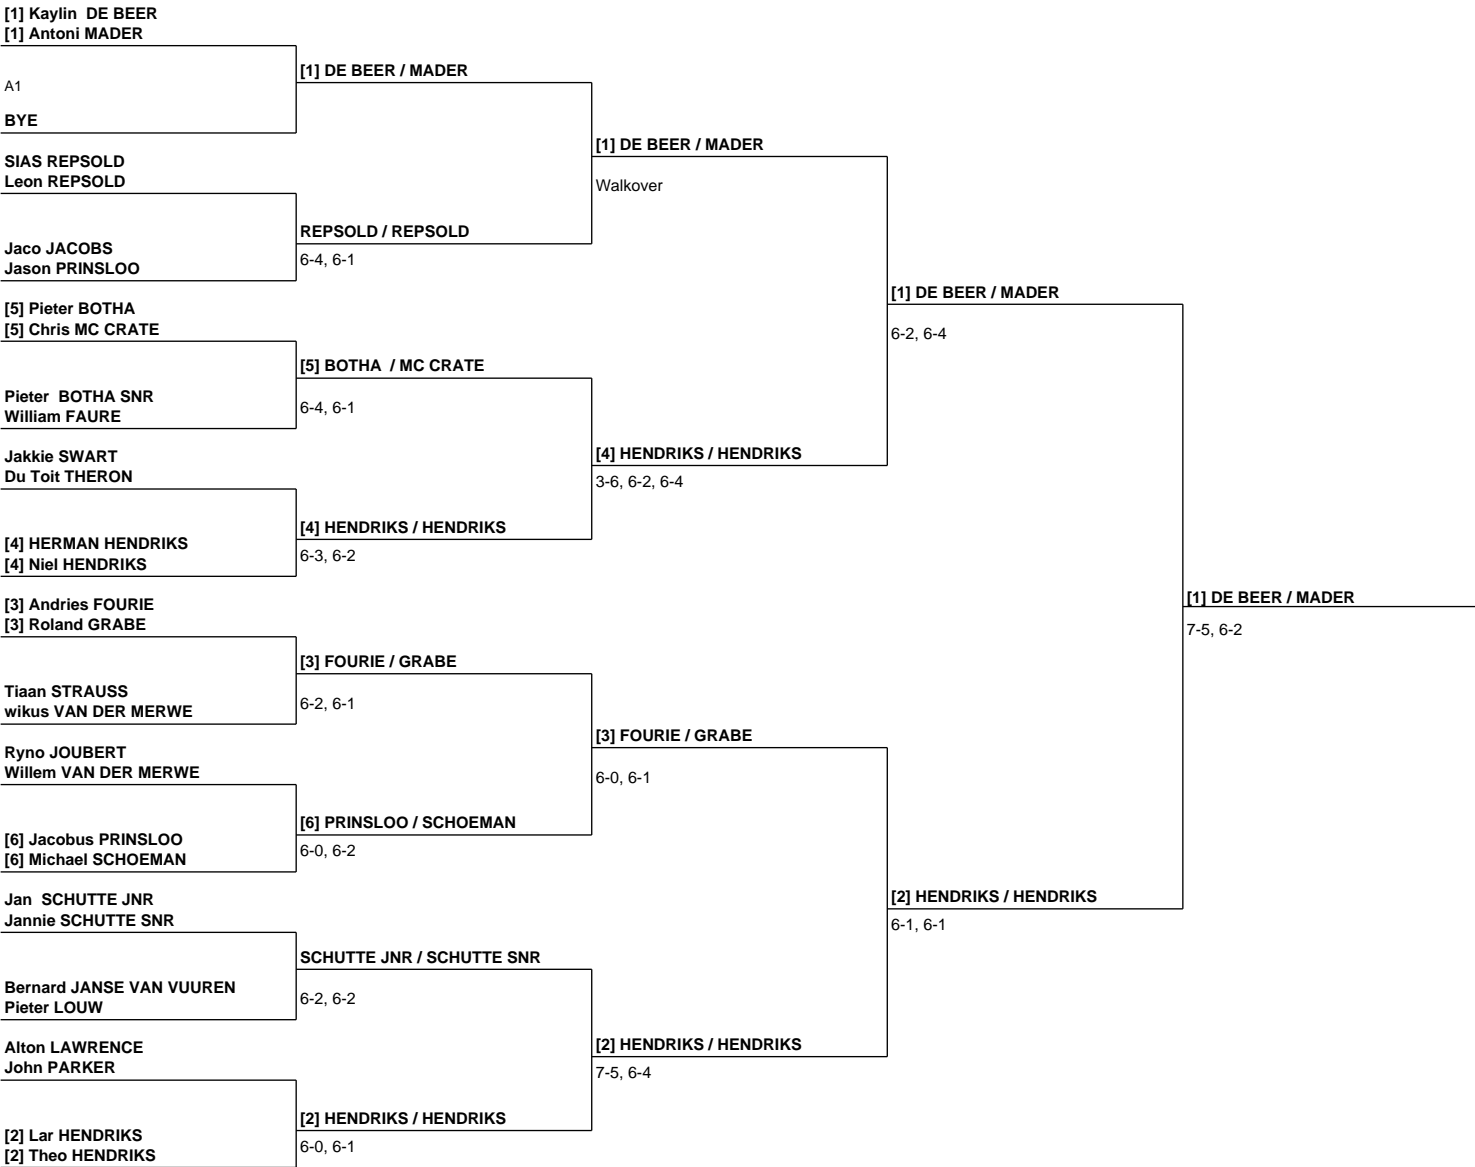 [1] Kaylin  DE BEER
[1] Antoni MADER
A1
BYE
SIAS REPSOLD
Leon REPSOLD
Jaco JACOBS
Jason PRINSLOO
[5] Pieter BOTHA
[5] Chris MC CRATE
Pieter  BOTHA SNR
William FAURE
Jakkie SWART
Du Toit THERON
[4] HERMAN HENDRIKS
[4] Niel HENDRIKS
[3] Andries FOURIE
[3] Roland GRABE
Tiaan STRAUSS
wikus VAN DER MERWE
Ryno JOUBERT
Willem VAN DER MERWE
[6] Jacobus PRINSLOO
[6] Michael SCHOEMAN
Jan  SCHUTTE JNR
Jannie SCHUTTE SNR
Bernard JANSE VAN VUUREN
Pieter LOUW
Alton LAWRENCE
John PARKER
[2] Lar HENDRIKS
[2] Theo HENDRIKS
[1] DE BEER / MADER
REPSOLD / REPSOLD
6-4, 6-1
[5] BOTHA  / MC CRATE
6-4, 6-1
[4] HENDRIKS / HENDRIKS
6-3, 6-2
[3] FOURIE / GRABE
6-2, 6-1
[6] PRINSLOO / SCHOEMAN
6-0, 6-2
SCHUTTE JNR / SCHUTTE SNR
6-2, 6-2
[2] HENDRIKS / HENDRIKS
6-0, 6-1
[1] DE BEER / MADER
Walkover
[4] HENDRIKS / HENDRIKS
3-6, 6-2, 6-4
[3] FOURIE / GRABE
6-0, 6-1
[2] HENDRIKS / HENDRIKS
7-5, 6-4
[1] DE BEER / MADER
6-2, 6-4
[2] HENDRIKS / HENDRIKS
6-1, 6-1
[1] DE BEER / MADER
7-5, 6-2